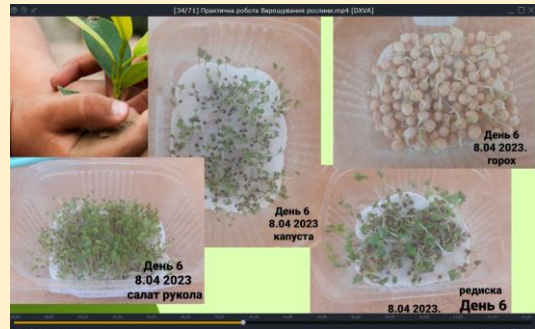 [34/71] Практична робота Вирощування рослини.mp4 [DXVA]
День 6
8.04 2023.
горох
День 6
8.04 2023
капуста
День 6
8.04 2023
салат рукола
редиска
8.04 2023. День 6